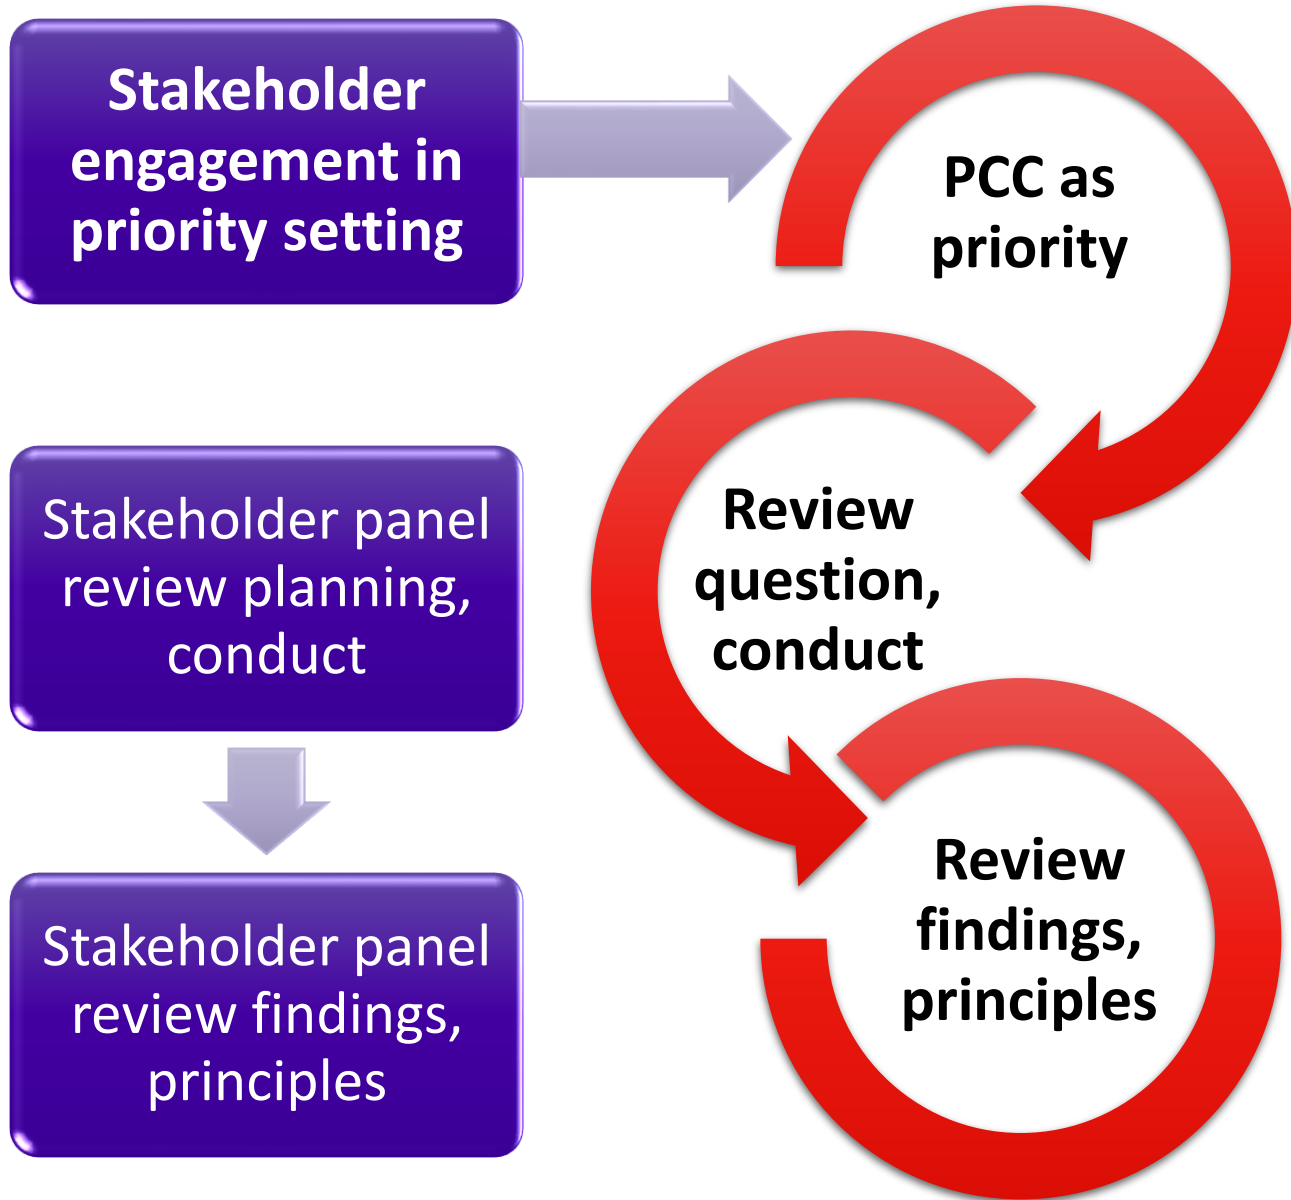 Stakeholder
engagement in
priority setting
PCC as
priority
Stakeholder panel
review planning,
conduct
Review
question,
conduct
Stakeholder panel
review findings,
principles
Review
findings,
principles